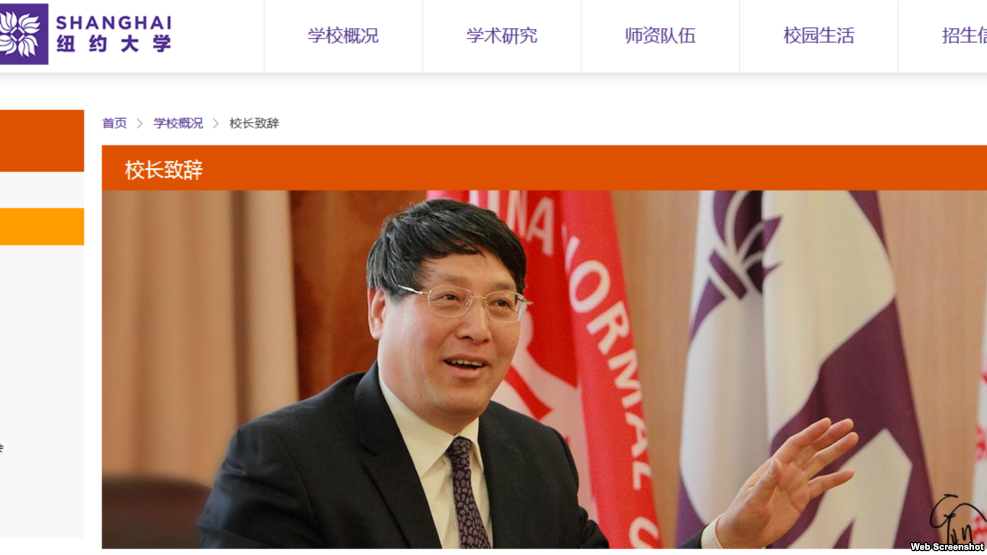 SHANGHAI
纽约大学
学校概况
学术研究
师资队伍
校园生活
招生
首页 > 学校概况 > 校长致辞
校长致辞
NA
NORMAL
Web Screenshot